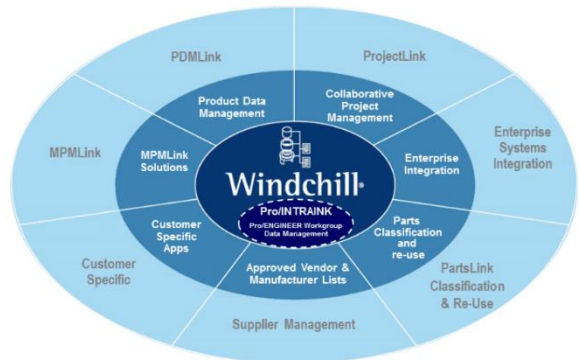 PDMLink
ProjectLink
Product Data
Management
Collaborative
Project
Management
MPMLink
MPMLink
Solutions
Enterprise
Integration
Enterprise
Systems
Integration
Windchill®
Pro/INTRAINK
Pro/ENGINEER Workgroup
Data Management
Customer
Specific
Apps
Parts
Classification
and
re-use
Approved Vendor &
Manufacturer Lists
Customer
Specific
Supplier Management
PartsLink
Classification
& Re-Use